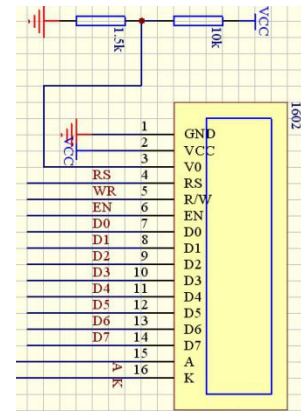 1.5k
10k
VCC
1602
1 GND
VCC
2 VCC
3 V0
RS 4 RS
WR 5 R/W
EN 6 EN
D0 7 D0
D1 8 D1
D2 9 D2
D3 10 D3
D4 11 D4
D5 12 D5
D6 13 D6
D7 14 D7
15 A
A 16 K
K